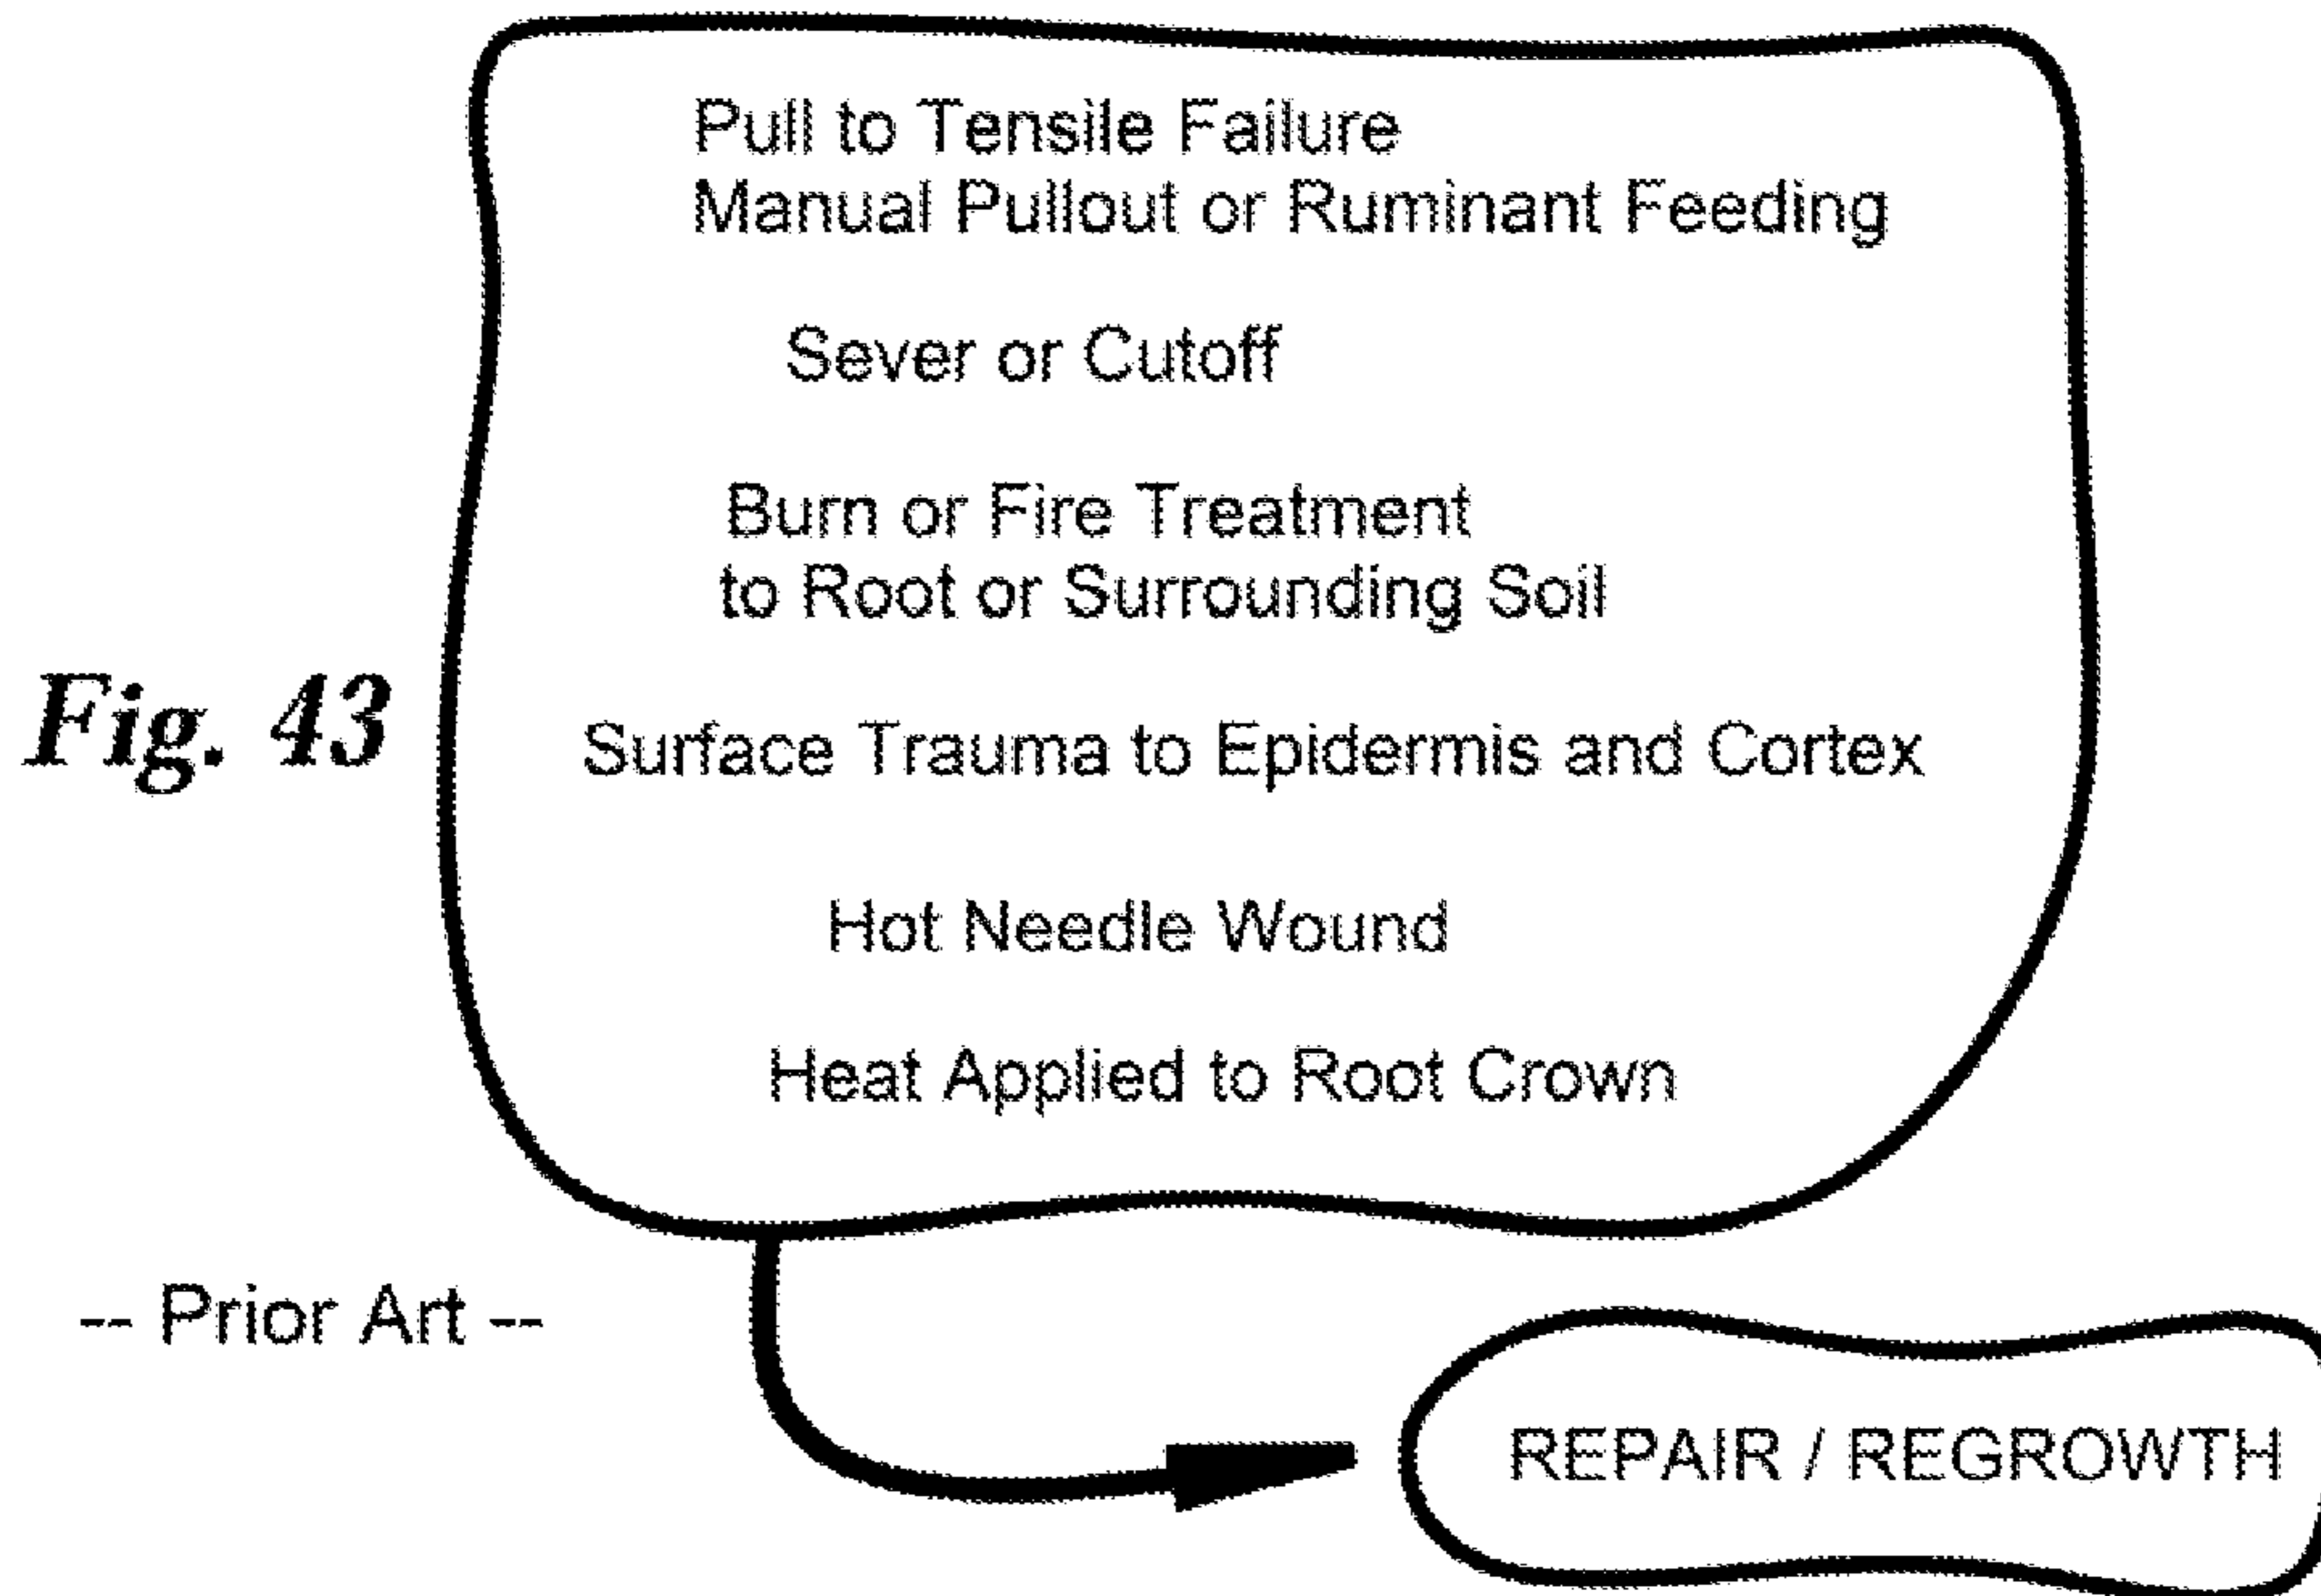 Pull to Tensile Failure
Manual Pullout or Ruminant Feeding
Sever or Cutoff
Burn or Fire Treatment
to Root or Surrounding Soil
Fig. 43
Surface Trauma to Epidermis and Cortex
Hot Needle Wound
Heat Applied to Root Crown
-- Prior Art --
REPAIR / REGROWTH